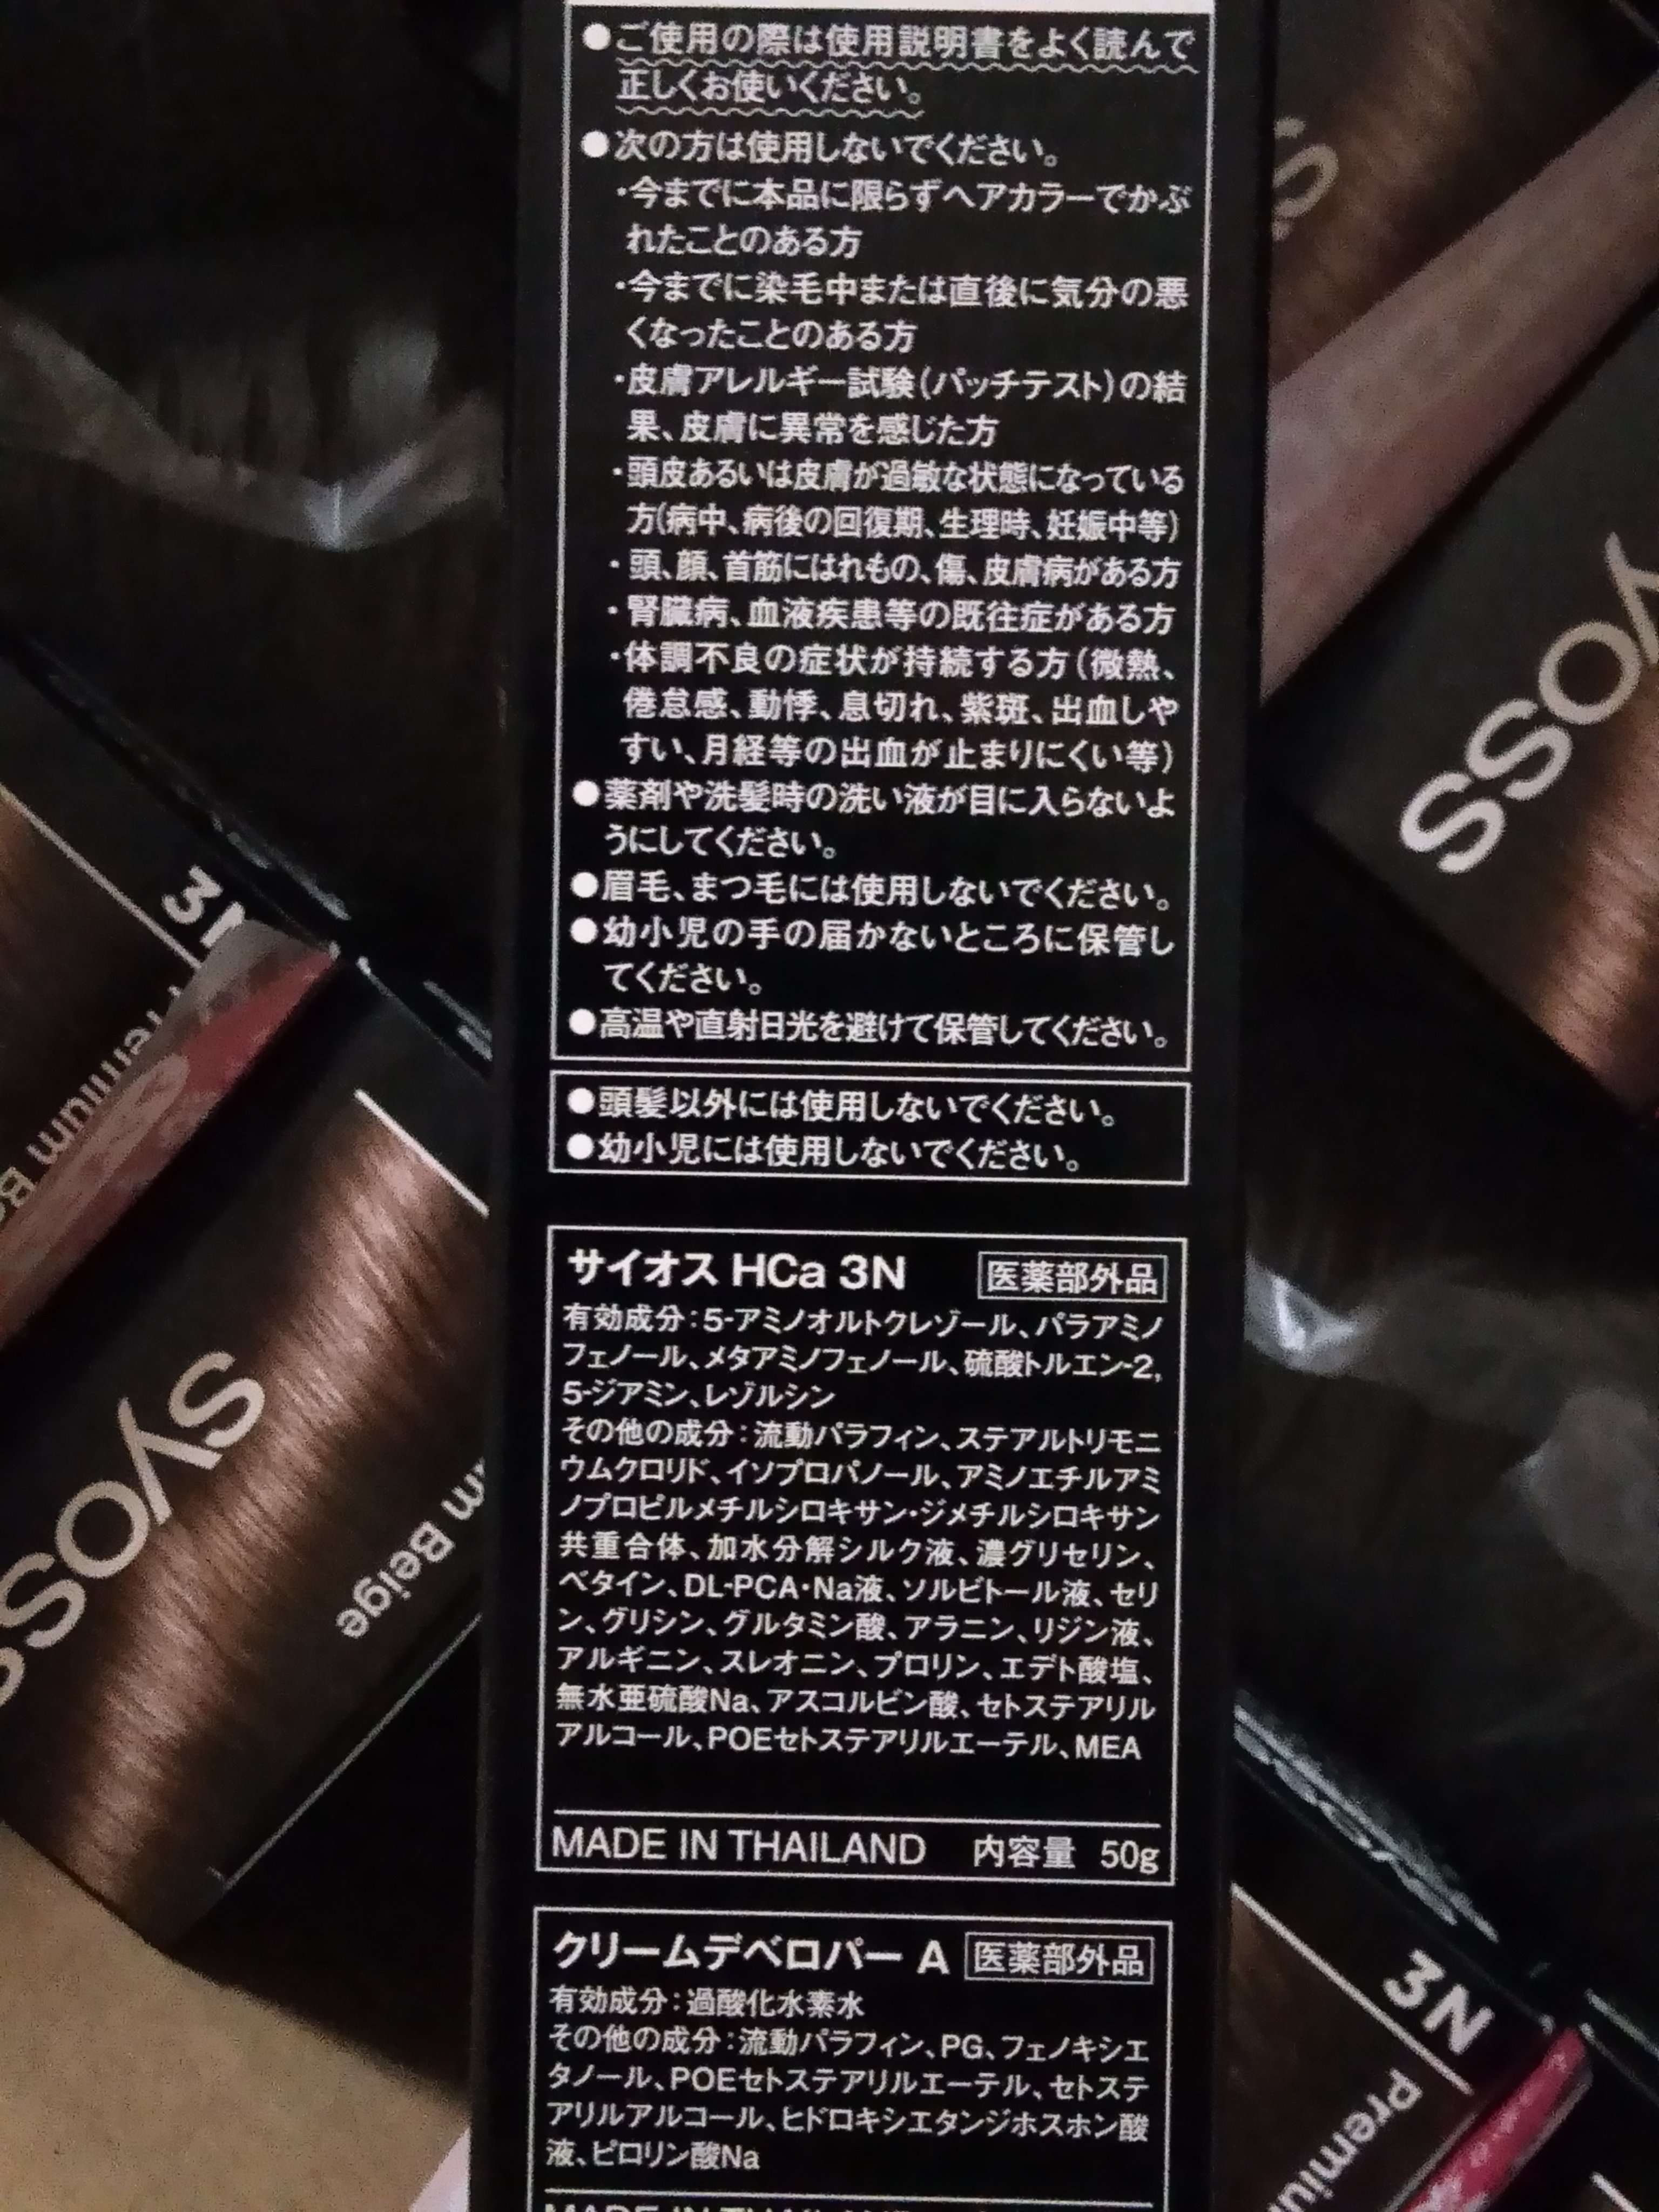 ●ご使用の際は使用説明書をよく読んで
正しくお使いください。
●次の方は使用しないでください。
・今までに本品に限らずヘアカラーでかぶ
れたことのある方
・今までに染毛中または直後に気分の悪
くなったことのある方
・皮膚アレルギー試験(パッチテスト)の結
果、皮膚に異常を感じた方
・頭皮あるいは皮膚が過敏な状態になっている
方(病中、病後の回復期、生理時、妊娠中等)
・頭、顔、首筋にはれもの、傷、皮膚病がある方
・腎臓病、血液疾患等の既往症がある方
・体調不良の症状が持続する方(微熱、
倦怠感、動悸、息切れ、紫斑、出血しや
すい、月経等の出血が止まりにくい等)
●薬剤や洗髪時の洗い液が目に入らないよ
うにしてください。
●眉毛、まつ毛には使用しないでください。
●幼小児の手の届かないところに保管し
てください。
●高温や直射日光を避けて保管してください。
●頭髪以外には使用しないでください。
●幼小児には使用しないでください。
サイオス HCa 3N 医薬部外品
有効成分:5-アミノオルトクレゾール、パラアミノ
フェノール、メタアミノフェノール、硫酸トルエン-2,
5-ジアミン、レゾルシン
その他の成分:流動パラフィン、ステアルトリモニ
ウムクロリド、イソプロパノール、アミノエチルアミ
ノプロピルメチルシロキサン・ジメチルシロキサン
共重合体、加水分解シルク液、濃グリセリン、
ベタイン、DL-PCA・Na液、ソルビトール液、セリ
ン、グリシン、グルタミン酸、アラニン、リジン液、
アルギニン、スレオニン、プロリン、エデト酸塩、
無水亜硫酸Na、アスコルビン酸、セトステアリル
アルコール、POEセトステアリルエーテル、MEA
MADE IN THAILAND 内容量 50g
クリームデベロパー A 医薬部外品
有効成分:過酸化水素水
その他の成分:流動パラフィン、PG、フェノキシエ
タノール、POEセトステアリルエーテル、セトステ
アリルアルコール、ヒドロキシエタンジホスホン酸
液、ピロリン酸Na
syoss
Beige
3N
yoss
3N